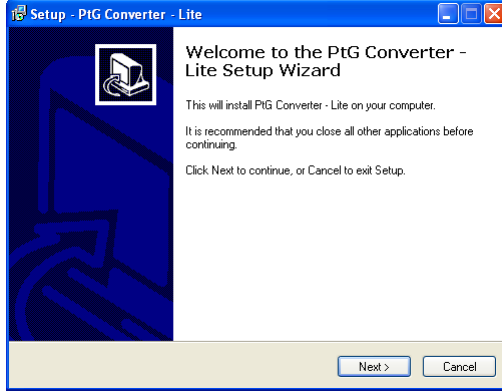 Setup - PtG Converter - Lite
Welcome to the PtG Converter -
Lite Setup Wizard
This will install PtG Converter - Lite on your computer.
It is recommended that you close all other applications before
continuing.
Click Next to continue, or Cancel to exit Setup.
Next >
Cancel